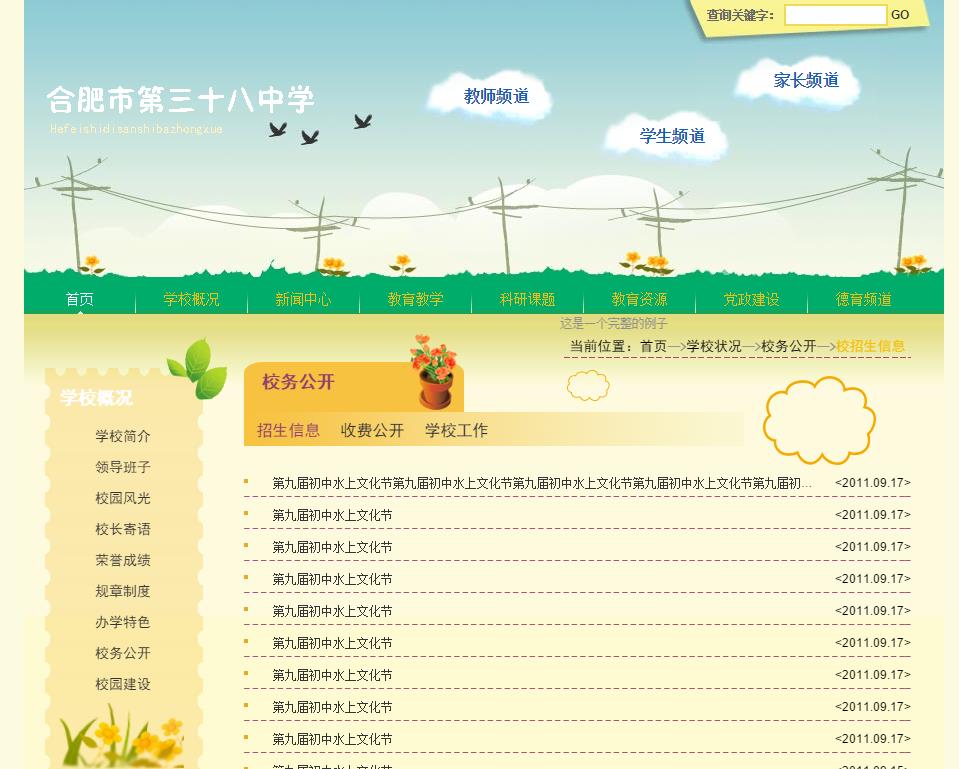 查询关键字： GO
家长频道
教师频道
学生频道
合肥市第三十八中学
Hefeishidisanshibazhongxue
首页 学校概况 新闻中心 教育教学 科研课题 教育资源 党政建设 德育频道
这是一个完整的例子
当前位置：首页—>学校状况—>校务公开—>校招生信息
学校概况
学校简介
领导班子
校园风光
校长寄语
荣誉成绩
规章制度
办学特色
校务公开
校园建设
校务公开
招生信息 收费公开 学校工作
第九届初中水上文化节第九届初中水上文化节第九届初中水上文化节第九届初中水上文化节第九届初... <2011.09.17>
第九届初中水上文化节 <2011.09.17>
第九届初中水上文化节 <2011.09.17>
第九届初中水上文化节 <2011.09.17>
第九届初中水上文化节 <2011.09.17>
第九届初中水上文化节 <2011.09.17>
第九届初中水上文化节 <2011.09.17>
第九届初中水上文化节 <2011.09.17>
第九届初中水上文化节 <2011.09.17>